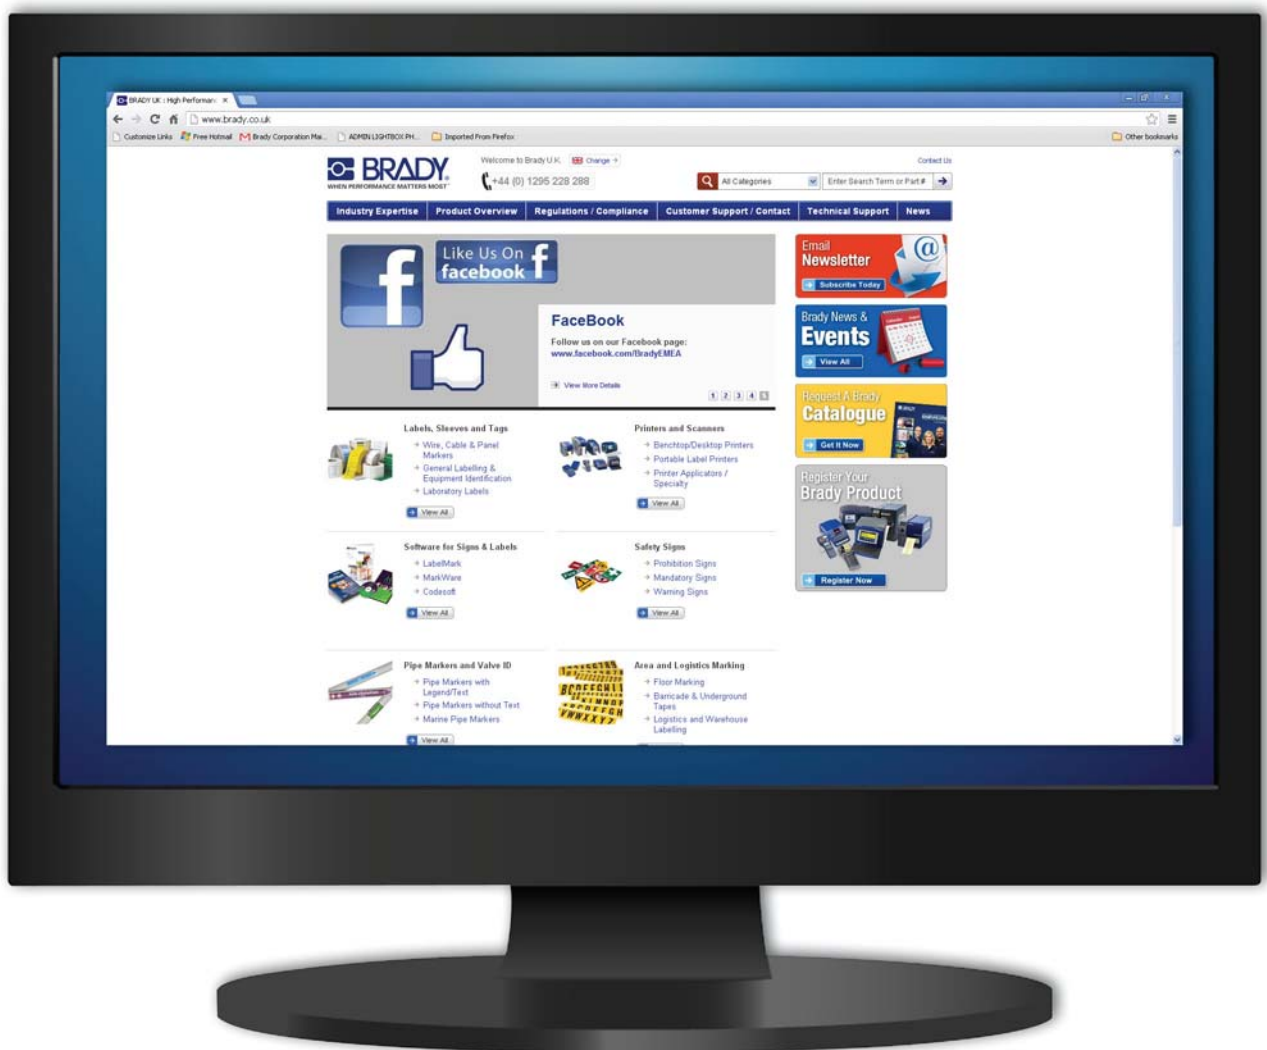 BRADY UK : High Performanc
www.brady.co.uk
Customize Links Free Hotmail Brady Corporation Mai... ADMIN LIGHTBOX PH... Imported From Firefox Other bookmarks
BRADY
WHEN PERFORMANCE MATTERS MOST
Welcome to Brady U.K. Change
Contact Us
+44 (0) 1295 228 288
All Categories
Enter Search Term or Part #
Industry Expertise Product Overview Regulations / Compliance Customer Support / Contact Technical Support News
Like Us On
facebook
FaceBook
Follow us on our Facebook page:
www.facebook.com/BradyEMEA
View More Details
1 2 3 4 5
Email
Newsletter
Subscribe Today
Brady News &
Events
View All
Request A Brady
Catalogue
Get It Now
Register Your
Brady Product
Register Now
Labels, Sleeves and Tags
Wire, Cable & Panel
Markers
General Labelling &
Equipment Identification
Laboratory Labels
View All
Printers and Scanners
Benchtop/Desktop Printers
Portable Label Printers
Printer Applicators /
Specialty
View All
Software for Signs & Labels
LabelMark
MarkWare
Codesoft
View All
Safety Signs
Prohibition Signs
Mandatory Signs
Warning Signs
View All
Pipe Markers and Valve ID
Pipe Markers with
Legend/Text
Pipe Markers without Text
Marine Pipe Markers
View All
Area and Logistics Marking
Floor Marking
Barricade & Underground
Tapes
Logistics and Warehouse
Labelling